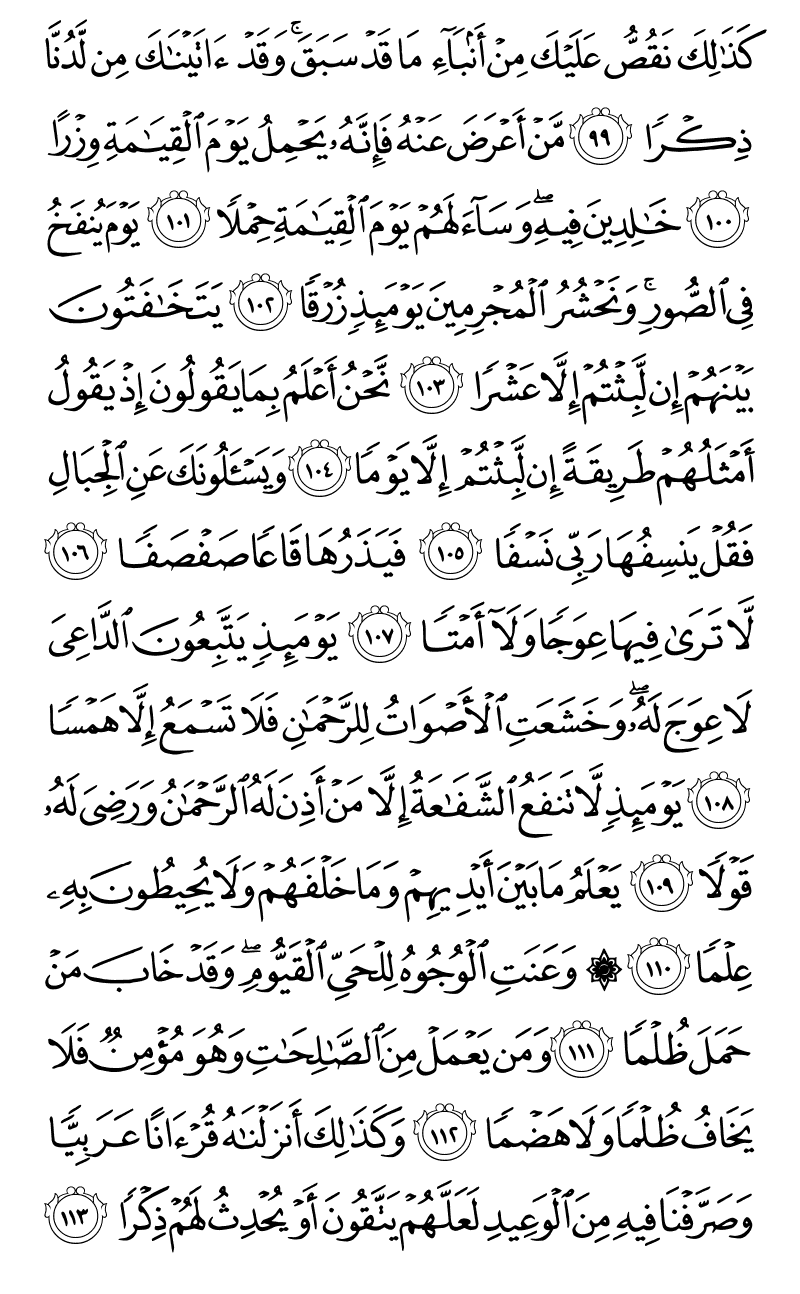 كَذَٰلِكَ نَقُصُّ عَلَيْكَ مِنْ أَنۢبَآءِ مَا قَدْ سَبَقَ ۚ وَقَدْ ءَاتَيْنَٰكَ مِن لَّدُنَّا
ذِكْرًا ٩٩ مَّنْ أَعْرَضَ عَنْهُ فَإِنَّهُۥ يَحْمِلُ يَوْمَ ٱلْقِيَٰمَةِ وِزْرًا
١٠٠ خَٰلِدِينَ فِيهِ ۖ وَسَآءَ لَهُمْ يَوْمَ ٱلْقِيَٰمَةِ حِمْلًا ١٠١ يَوْمَ يُنفَخُ
فِى ٱلصُّورِ ۚ وَنَحْشُرُ ٱلْمُجْرِمِينَ يَوْمَئِذٍ زُرْقًا ١٠٢ يَتَخَٰفَتُونَ
بَيْنَهُمْ إِن لَّبِثْتُمْ إِلَّا عَشْرًا ١٠٣ نَّحْنُ أَعْلَمُ بِمَا يَقُولُونَ إِذْ يَقُولُ
أَمْثَلُهُمْ طَرِيقَةً إِن لَّبِثْتُمْ إِلَّا يَوْمًا ١٠٤ وَيَسْـَٔلُونَكَ عَنِ ٱلْجِبَالِ
فَقُلْ يَنسِفُهَا رَبِّى نَسْفًا ١٠٥ فَيَذَرُهَا قَاعًا صَفْصَفًا ١٠٦
لَّا تَرَىٰ فِيهَا عِوَجًا وَلَآ أَمْتًا ١٠٧ يَوْمَئِذٍ يَتَّبِعُونَ ٱلدَّاعِىَ
لَا عِوَجَ لَهُۥ ۖ وَخَشَعَتِ ٱلْأَصْوَاتُ لِلرَّحْمَٰنِ فَلَا تَسْمَعُ إِلَّا هَمْسًا
١٠٨ يَوْمَئِذٍ لَّا تَنفَعُ ٱلشَّفَٰعَةُ إِلَّا مَنْ أَذِنَ لَهُ ٱلرَّحْمَٰنُ وَرَضِىَ لَهُۥ
قَوْلًا ١٠٩ يَعْلَمُ مَا بَيْنَ أَيْدِيهِمْ وَمَا خَلْفَهُمْ وَلَا يُحِيطُونَ بِهِۦ
عِلْمًا ١١٠ ۞ وَعَنَتِ ٱلْوُجُوهُ لِلْحَىِّ ٱلْقَيُّومِ ۖ وَقَدْ خَابَ مَنْ
حَمَلَ ظُلْمًا ١١١ وَمَن يَعْمَلْ مِنَ ٱلصَّٰلِحَٰتِ وَهُوَ مُؤْمِنٌ فَلَا
يَخَافُ ظُلْمًا وَلَا هَضْمًا ١١٢ وَكَذَٰلِكَ أَنزَلْنَٰهُ قُرْءَانًا عَرَبِيًّا
وَصَرَّفْنَا فِيهِ مِنَ ٱلْوَعِيدِ لَعَلَّهُمْ يَتَّقُونَ أَوْ يُحْدِثُ لَهُمْ ذِكْرًا ١١٣